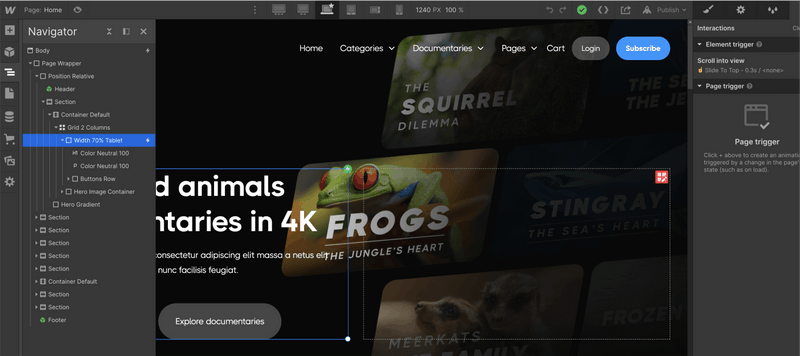 Page: Home
1240 PX 100 %
Publish
Navigator
Body
Page Wrapper
Position Relative
Header
Section
Container Default
Grid 2 Columns
Width 70% Tablet
H1 Color Neutral 100
P Color Neutral 100
Buttons Row
Hero Image Container
Hero Gradient
Section
Section
Section
Section
Section
Container Default
Section
Section
Footer
Home Categories Documentaries Pages Cart Login Subscribe
THE
SQUIRREL
DILEMMA
THE SE
THE J
d animals
ntaries in 4K
consectetur adipiscing elit massa a netus elit
nunc facilisis feugiat.
Explore documentaries
FROGS
THE JUNGLE'S HEART
STINGRAY
THE SEA'S HEART
MEERKATS
FAMILY
FROZEN
Interactions
Element trigger
Scroll into view
Slide To Top - 0.3s / <none>
Page trigger
Page trigger
Click + above to create an animation
triggered by a change in the page's
state (such as on load).